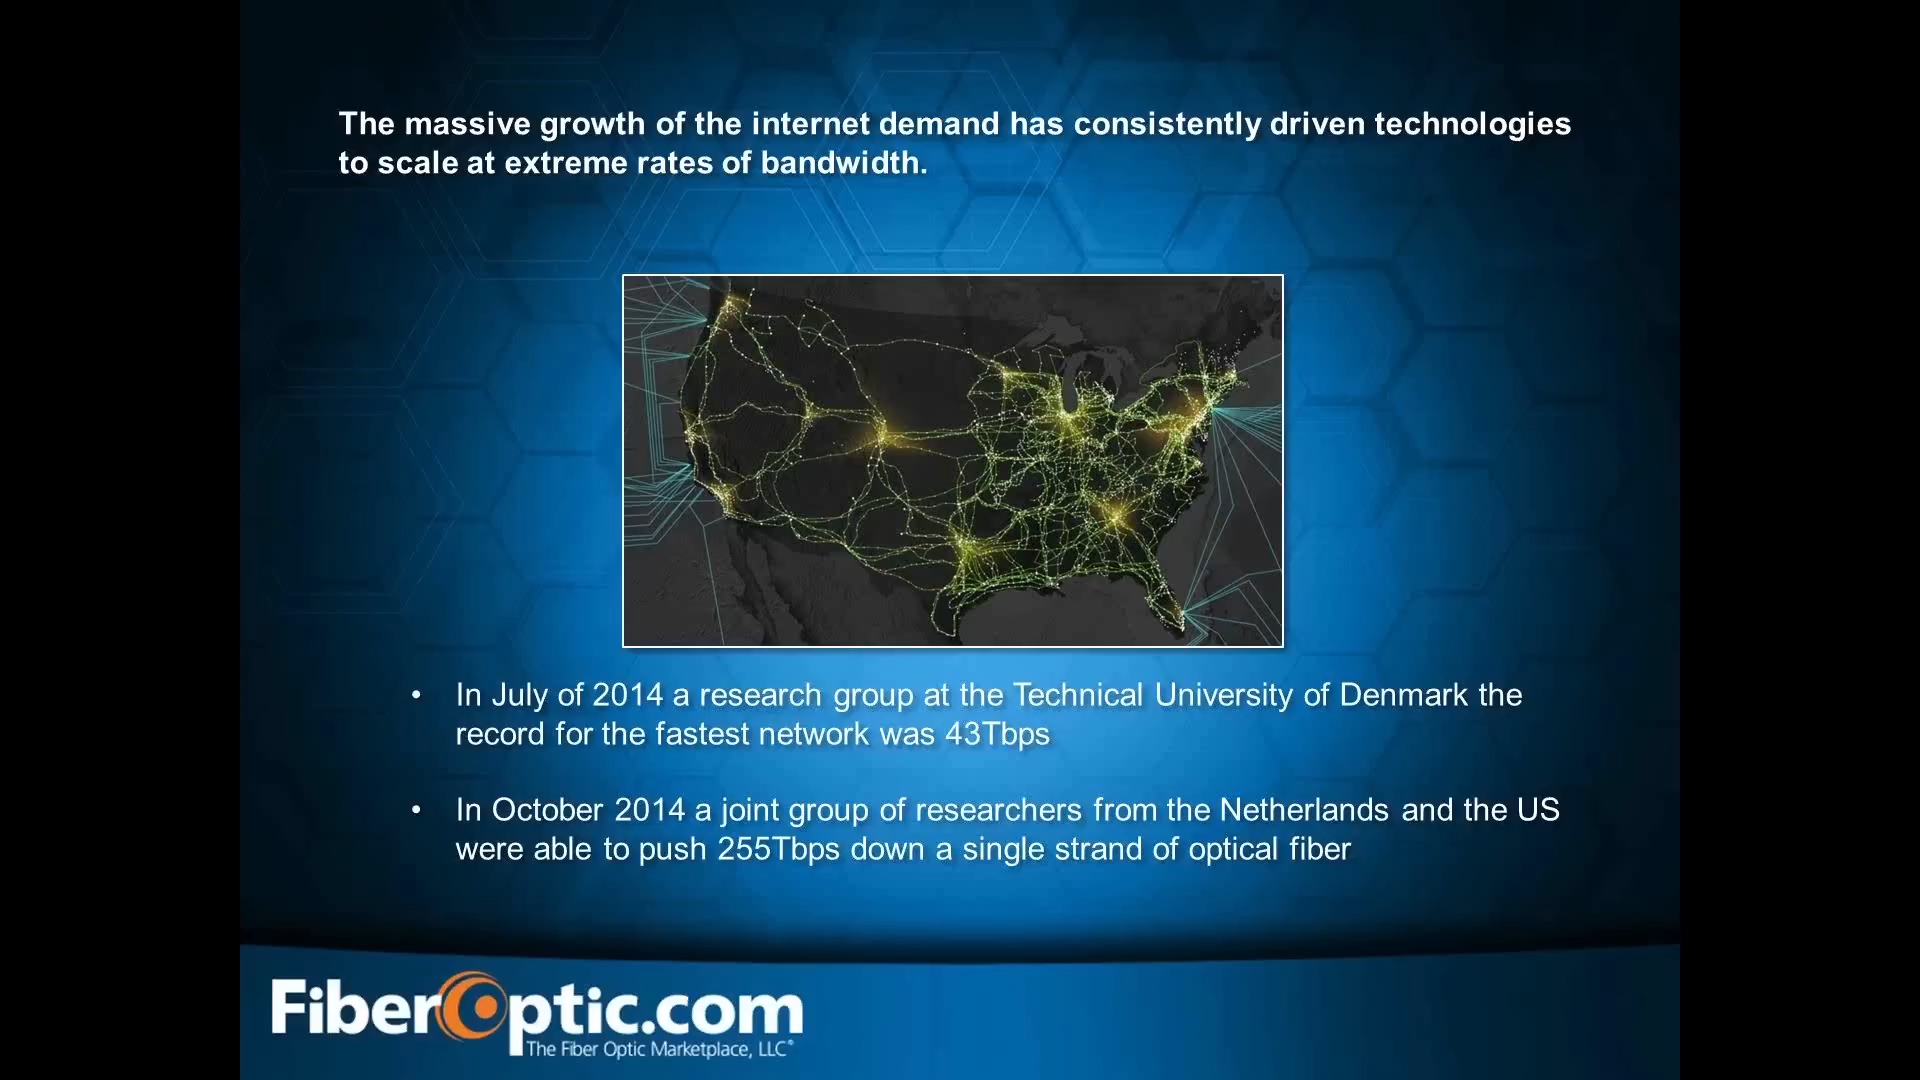 The massive growth of the internet demand has consistently driven technologies
to scale at extreme rates of bandwidth.
• In July of 2014 a research group at the Technical University of Denmark the
record for the fastest network was 43Tbps
• In October 2014 a joint group of researchers from the Netherlands and the US
were able to push 255Tbps down a single strand of optical fiber
FiberOptic.com
The Fiber Optic Marketplace, LLC®